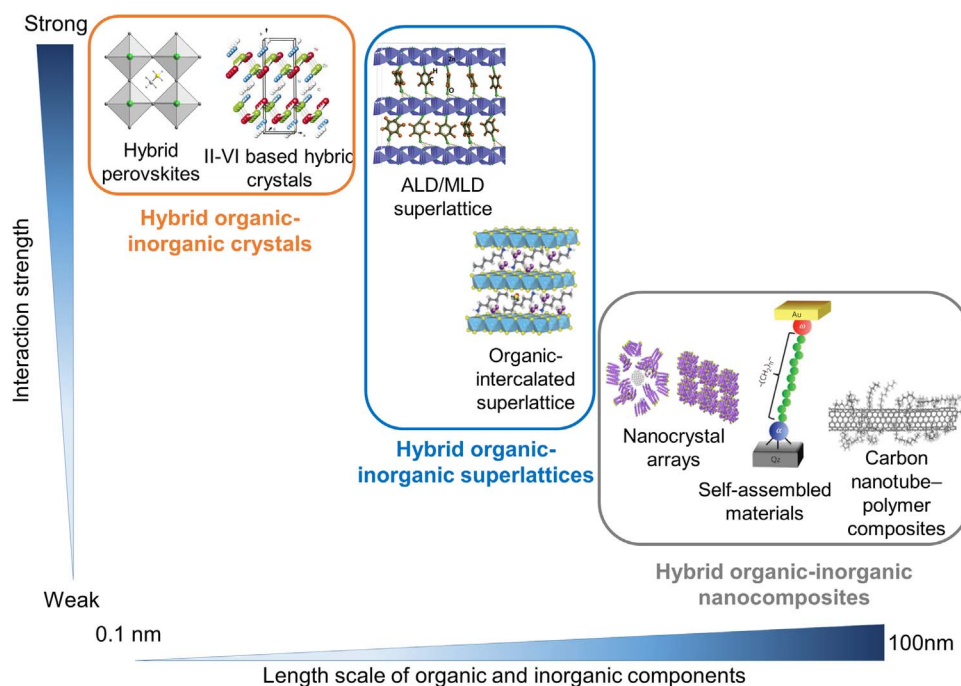 Strong
Hybrid
perovskites
II-VI based hybrid
crystals
Hybrid organic-
inorganic crystals
Zn
H
C
O
ALD/MLD
superlattice
Organic-
intercalated
superlattice
Hybrid organic-
inorganic superlattices
Au
ω
-(CH2)n-
α
Qz
Nanocrystal
arrays
Self-assembled
materials
Carbon
nanotube–
polymer
composites
Hybrid organic-inorganic
nanocomposites
Interaction strength
Weak
0.1 nm
100nm
Length scale of organic and inorganic components